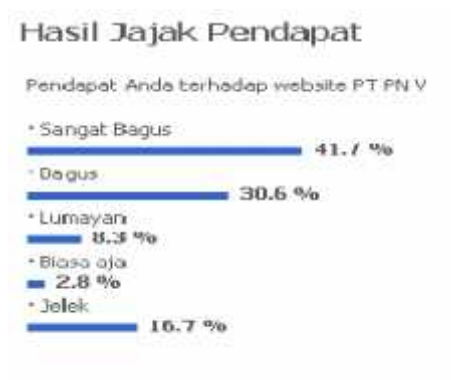 Hasil Jajak Pendapat
Pendapat Anda terhadap website PT PN V
• Sangat Bagus
41.7 %
• Bagus
30.6 %
• Lumayan
8.3 %
• Biasa aja
2.8 %
• Jelek
16.7 %